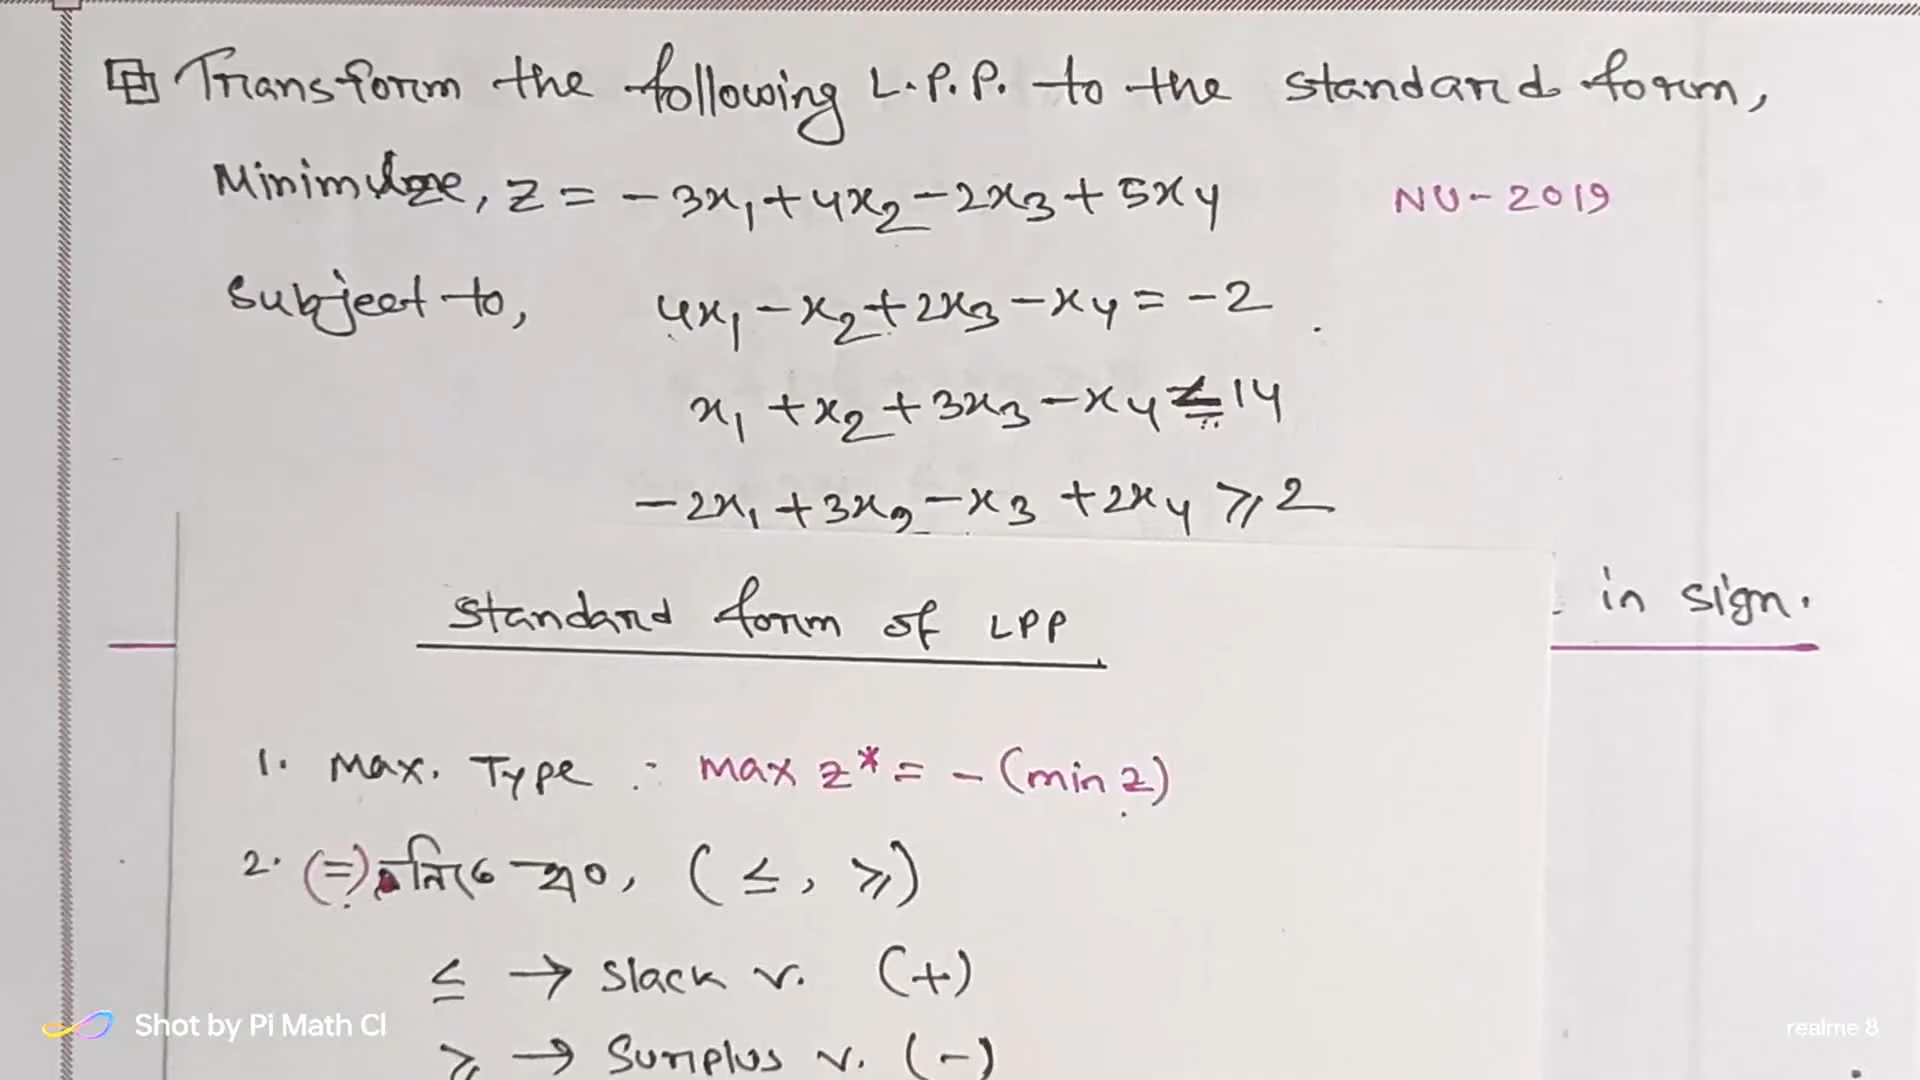 Transform the following L.P.P. to the standard form,
Minimize, z = -3x₁ + 4x₂ - 2x₃ + 5x₄ NU-2019
Subject to, 4x₁ - x₂ + 2x₃ - x₄ = -2
x₁ + x₂ + 3x₃ - x₄ ≤ 14
-2x₁ + 3x₂ - x₃ + 2x₄ ≥ 2
in sign.
Standard form of LPP
1. Max. Type : max z* = - (min z)
2. (=) (≤, ≥)
≤ → Slack v. (+)
≥ → Surplus v. (-)
Shot by Pi Math Cl
realme 8